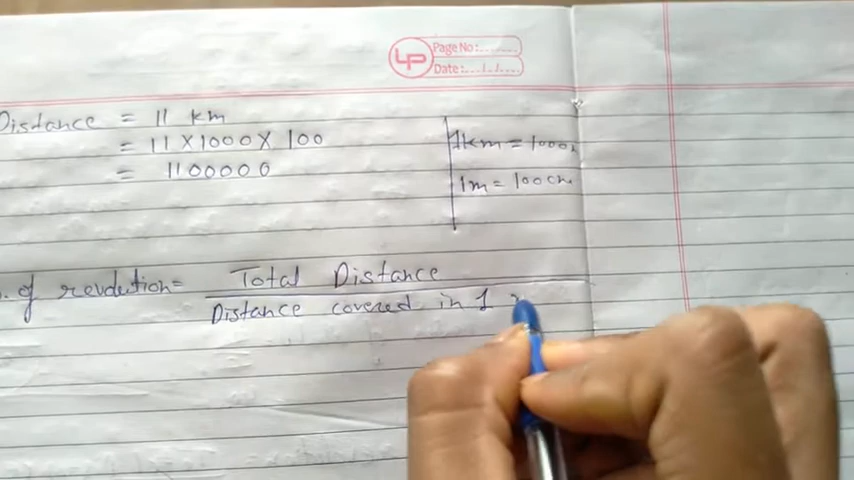 LP Page No:
Date:
Distance = 11 km
= 11 X 1000 X 100
= 1100000
1km = 1000
1m = 100cm
of revolution = Total Distance
Distance covered in 1